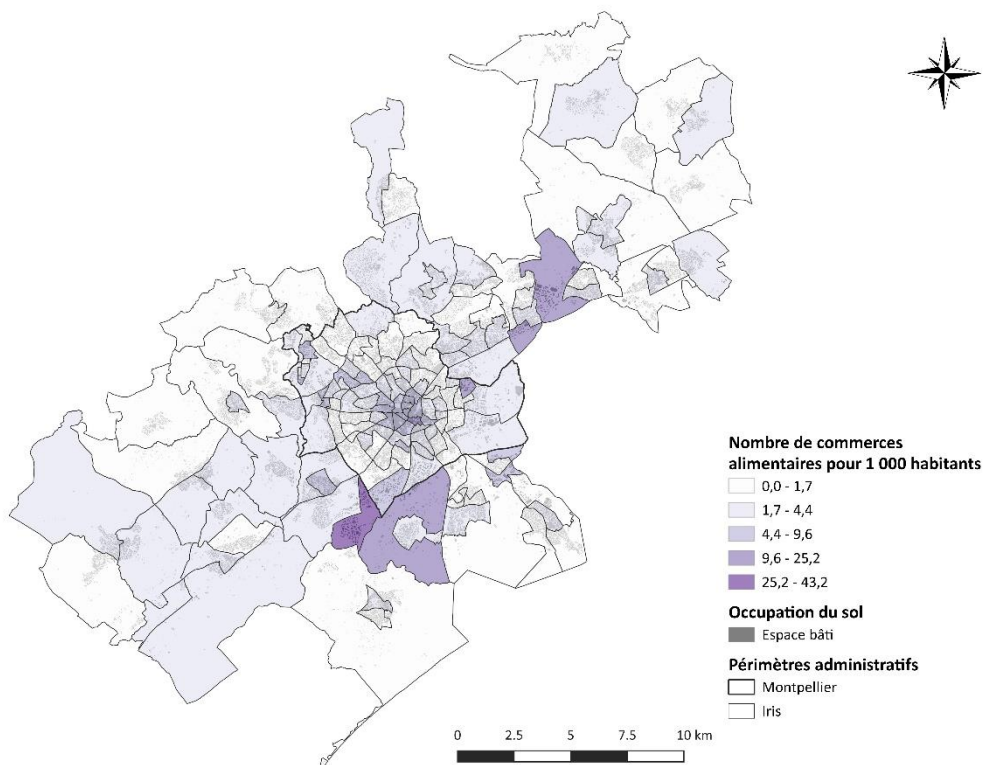 Nombre de commerces
alimentaires pour 1 000 habitants
0,0 - 1,7
1,7 - 4,4
4,4 - 9,6
9,6 - 25,2
25,2 - 43,2
Occupation du sol
Espace bâti
Périmètres administratifs
Montpellier
Iris
0 2.5 5 7.5 10 km